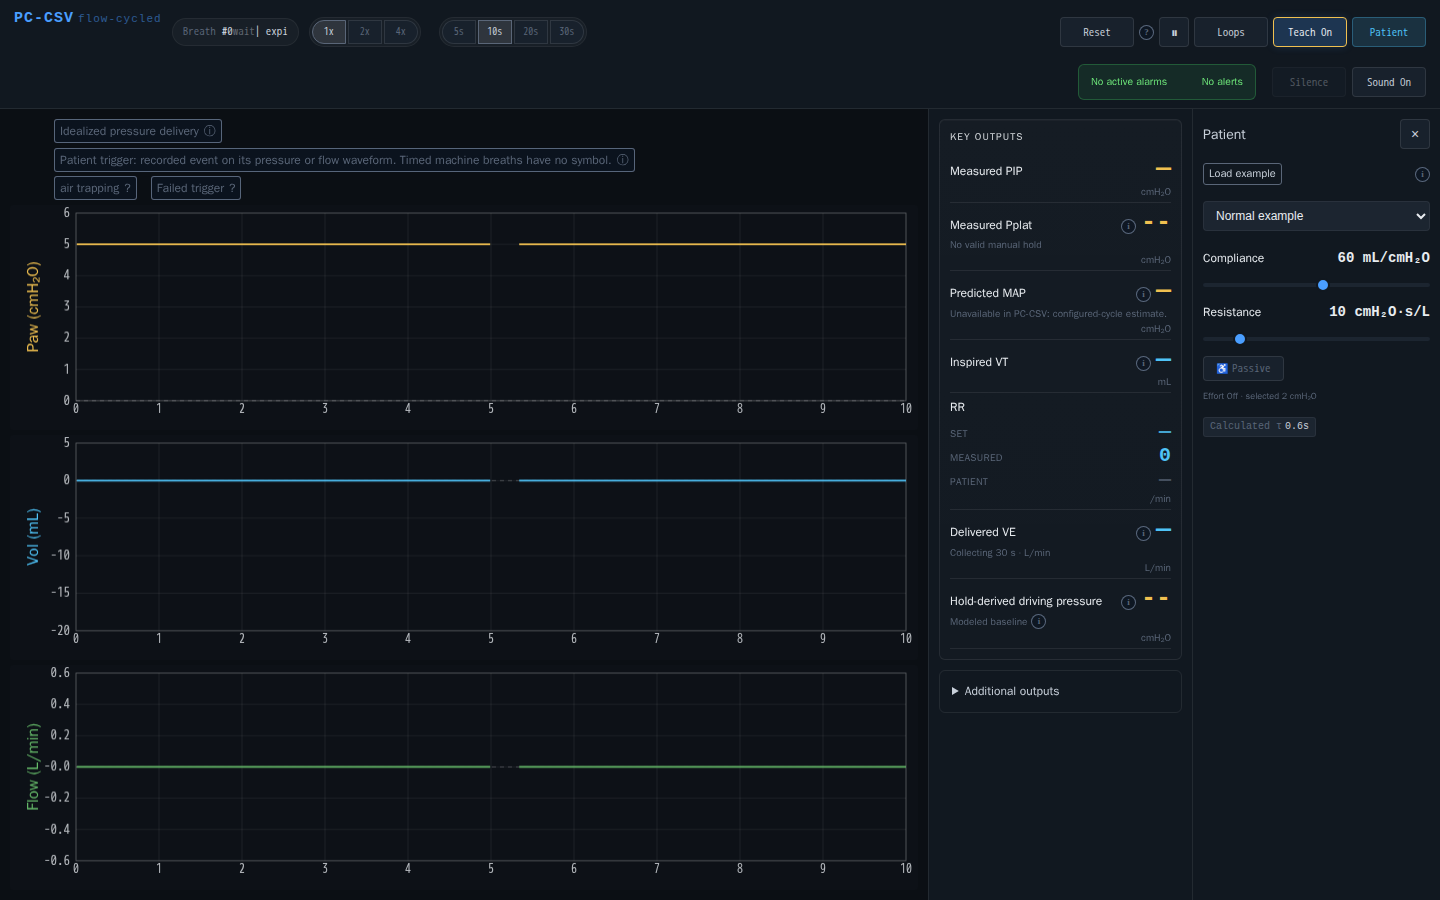 PC-CSV flow-cycled
Breath #0wait| expi
1x 2x 4x
5s 10s 20s 30s
Reset ? ⏸ Loops Teach On Patient
No active alarms No alerts
Silence Sound On
Idealized pressure delivery ⓘ
Patient trigger: recorded event on its pressure or flow waveform. Timed machine breaths have no symbol. ⓘ
air trapping ? Failed trigger ?
Paw (cmH₂O)
6
5
4
3
2
1
0
0 1 2 3 4 5 6 7 8 9 10
Vol (mL)
5
0
-5
-10
-15
-20
0 1 2 3 4 5 6 7 8 9 10
Flow (L/min)
0.6
0.4
0.2
-0.0
-0.2
-0.4
-0.6
0 1 2 3 4 5 6 7 8 9 10
KEY OUTPUTS
Measured PIP —
cmH₂O
Measured Pplat i --
No valid manual hold
cmH₂O
Predicted MAP i —
Unavailable in PC-CSV: configured-cycle estimate.
cmH₂O
Inspired VT i —
mL
RR
SET —
MEASURED 0
PATIENT —
/min
Delivered VE i —
Collecting 30 s · L/min
L/min
Hold-derived driving pressure i --
Modeled baseline i
cmH₂O
▶ Additional outputs
Patient ×
Load example i
Normal example
Compliance 60 mL/cmH₂O
Resistance 10 cmH₂O·s/L
♿ Passive
Effort Off · selected 2 cmH₂O
Calculated τ 0.6s